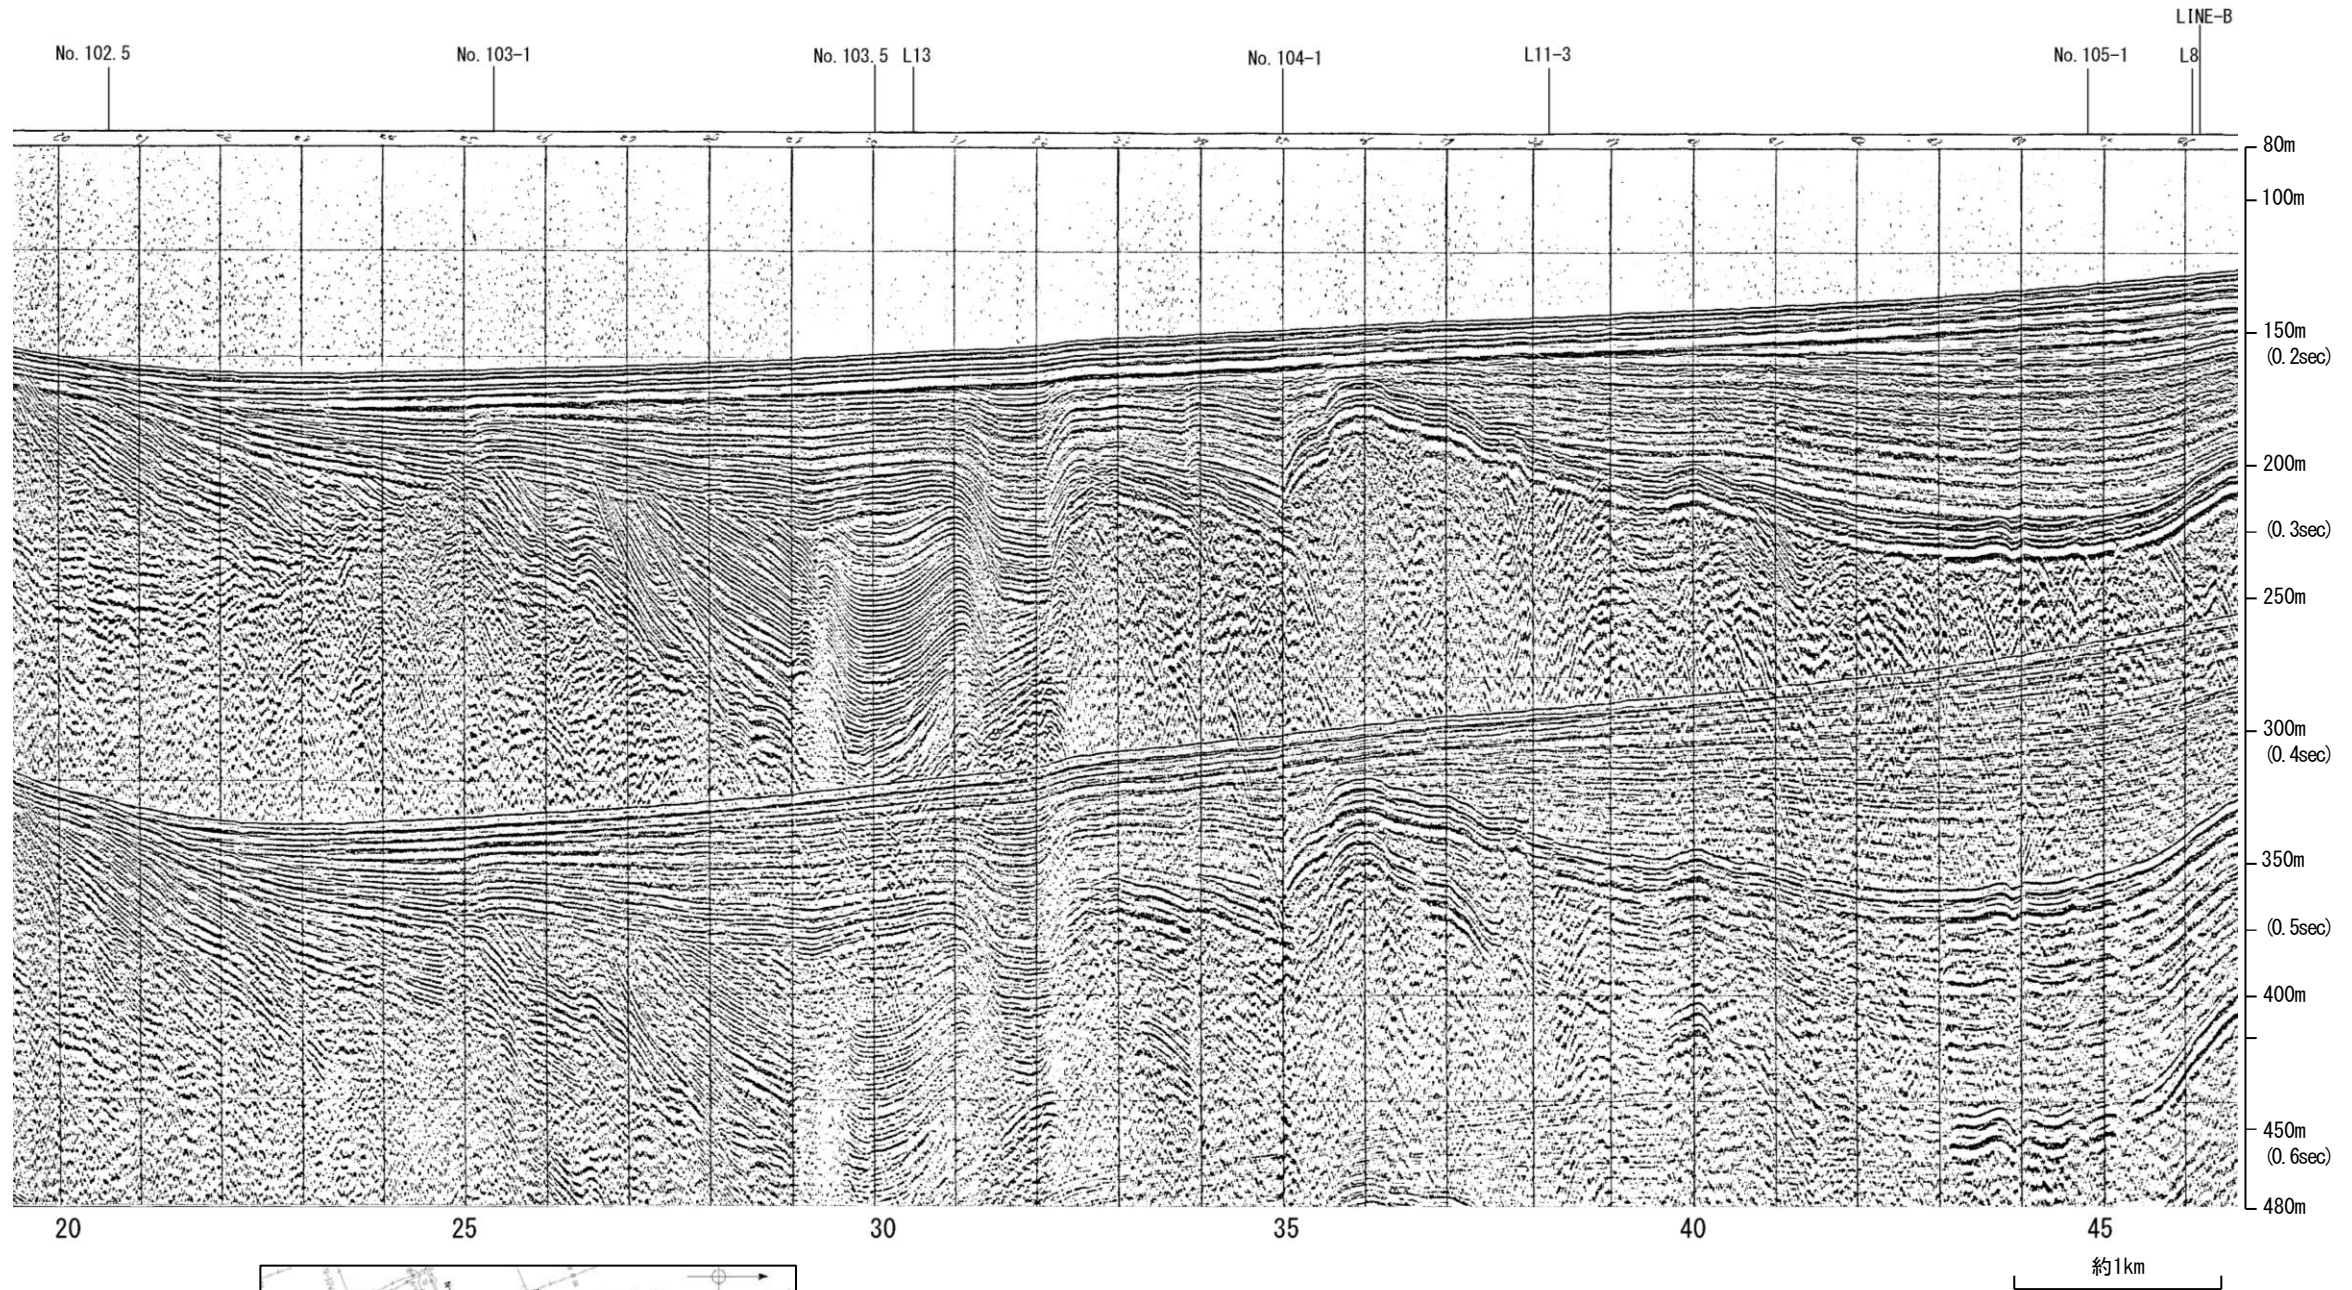 LINE-B
No. 102.5
No. 103-1
No. 103.5
L13
No. 104-1
L11-3
No. 105-1
L8
80m
100m
150m
(0.2sec)
200m
(0.3sec)
250m
300m
(0.4sec)
350m
(0.5sec)
400m
450m
(0.6sec)
480m
20
25
30
35
40
45
約1km